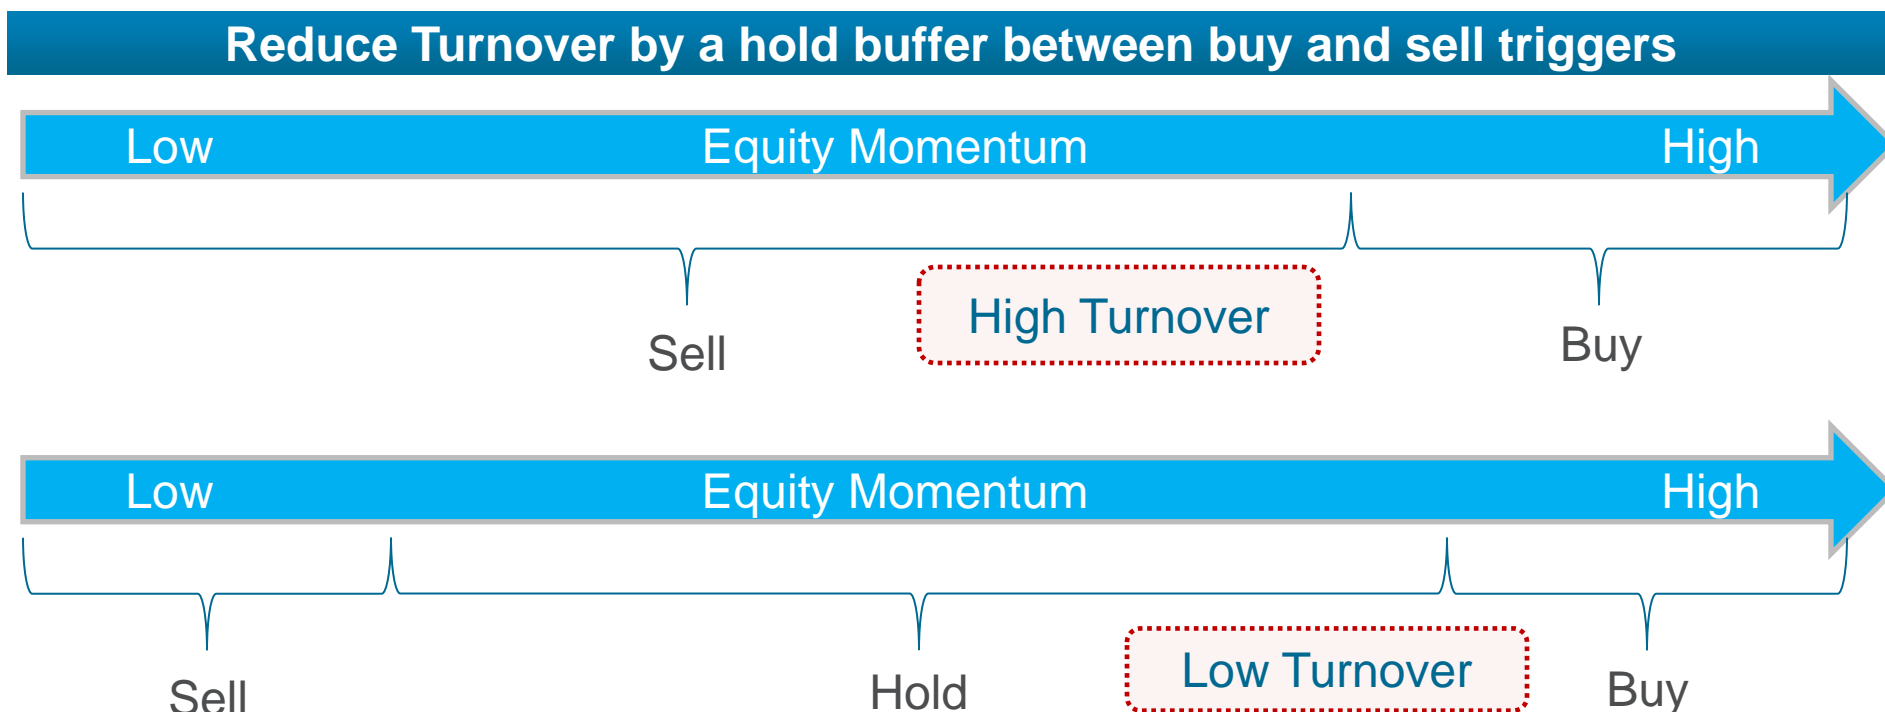 Reduce Turnover by a hold buffer between buy and sell triggers
Low Equity Momentum High
High Turnover
Sell
Buy
Low Equity Momentum High
Low Turnover
Sell
Hold
Buy